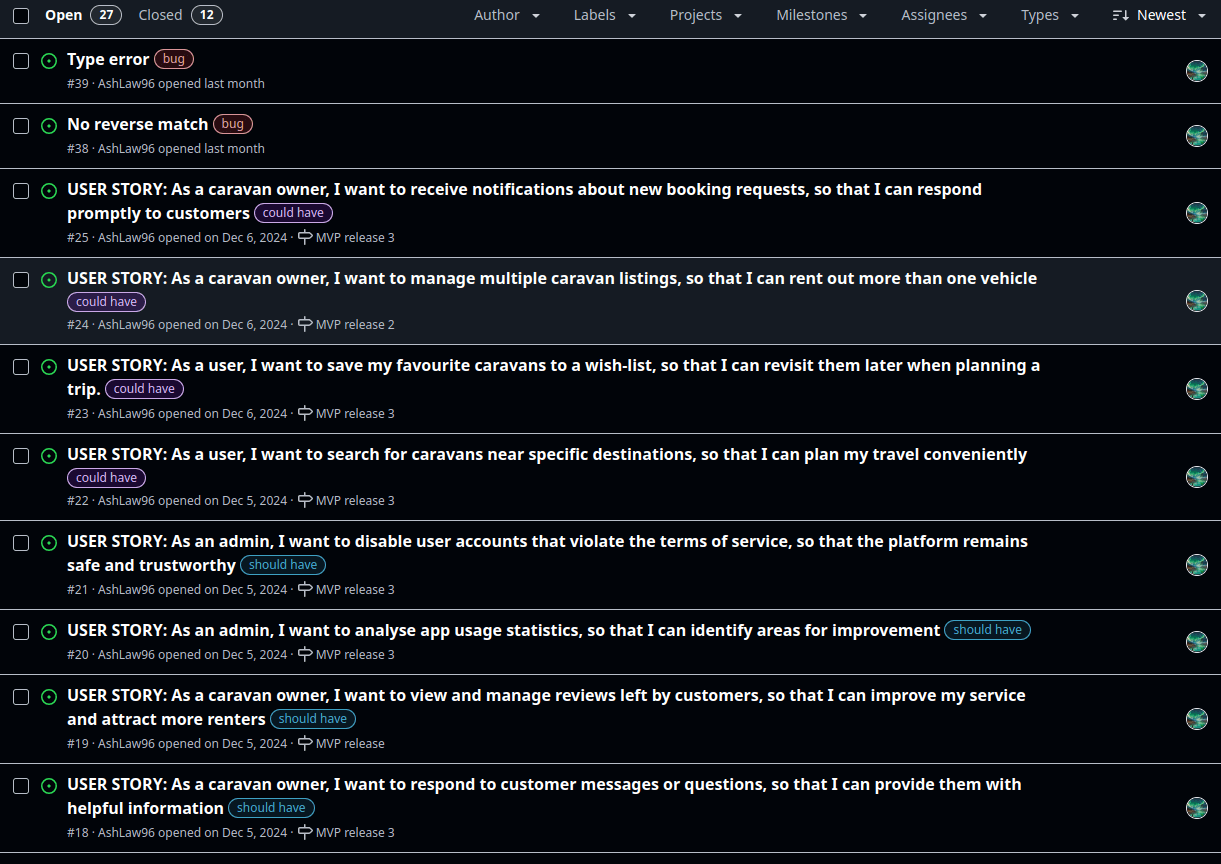 Open 27 Closed 12 Author Labels Projects Milestones Assignees Types Newest
Type error bug
#39 · AshLaw96 opened last month
No reverse match bug
#38 · AshLaw96 opened last month
USER STORY: As a caravan owner, I want to receive notifications about new booking requests, so that I can respond
promptly to customers could have
#25 · AshLaw96 opened on Dec 6, 2024 · MVP release 3
USER STORY: As a caravan owner, I want to manage multiple caravan listings, so that I can rent out more than one vehicle
could have
#24 · AshLaw96 opened on Dec 6, 2024 · MVP release 2
USER STORY: As a user, I want to save my favourite caravans to a wish-list, so that I can revisit them later when planning a
trip. could have
#23 · AshLaw96 opened on Dec 6, 2024 · MVP release 3
USER STORY: As a user, I want to search for caravans near specific destinations, so that I can plan my travel conveniently
could have
#22 · AshLaw96 opened on Dec 5, 2024 · MVP release 3
USER STORY: As an admin, I want to disable user accounts that violate the terms of service, so that the platform remains
safe and trustworthy should have
#21 · AshLaw96 opened on Dec 5, 2024 · MVP release 3
USER STORY: As an admin, I want to analyse app usage statistics, so that I can identify areas for improvement should have
#20 · AshLaw96 opened on Dec 5, 2024 · MVP release 3
USER STORY: As a caravan owner, I want to view and manage reviews left by customers, so that I can improve my service
and attract more renters should have
#19 · AshLaw96 opened on Dec 5, 2024 · MVP release
USER STORY: As a caravan owner, I want to respond to customer messages or questions, so that I can provide them with
helpful information should have
#18 · AshLaw96 opened on Dec 5, 2024 · MVP release 3